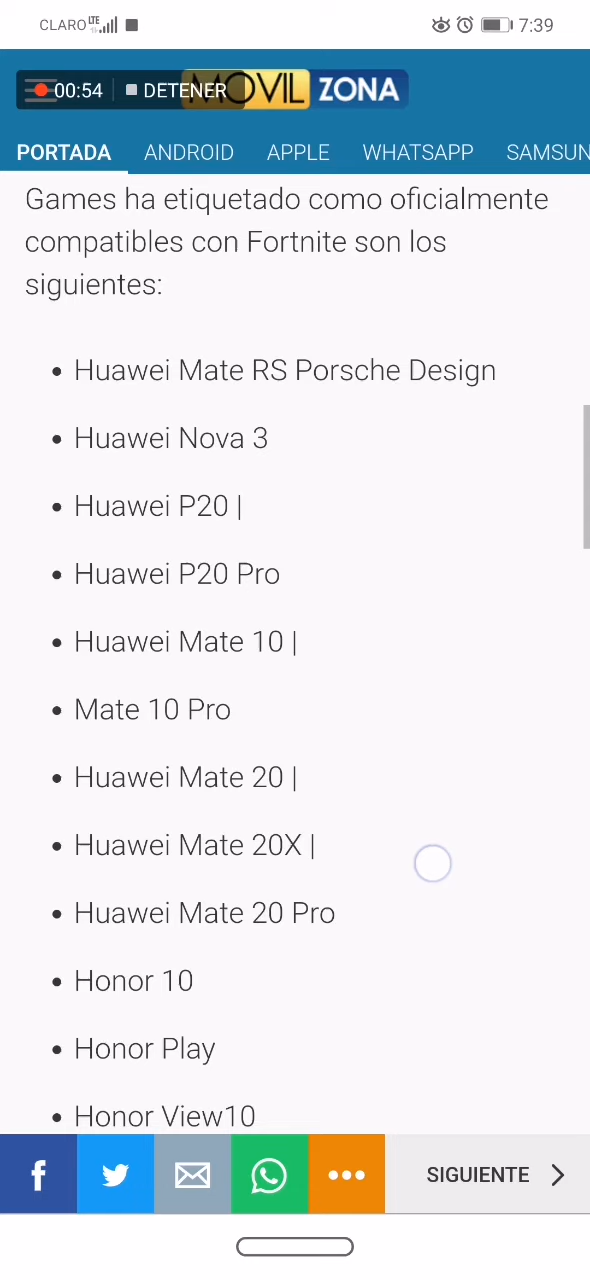 CLARO LTE 7:39
00:54 DETENER MOVIL ZONA
PORTADA ANDROID APPLE WHATSAPP SAMSUN
Games ha etiquetado como oficialmente
compatibles con Fortnite son los
siguientes:
• Huawei Mate RS Porsche Design
• Huawei Nova 3
• Huawei P20 |
• Huawei P20 Pro
• Huawei Mate 10 |
• Mate 10 Pro
• Huawei Mate 20 |
• Huawei Mate 20X |
• Huawei Mate 20 Pro
• Honor 10
• Honor Play
• Honor View10
f SIGUIENTE >